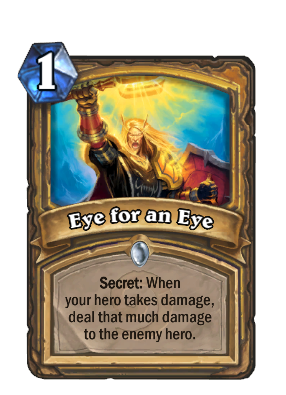 1
Eye for an Eye
Secret: When
your hero takes damage,
deal that much damage
to the enemy hero.